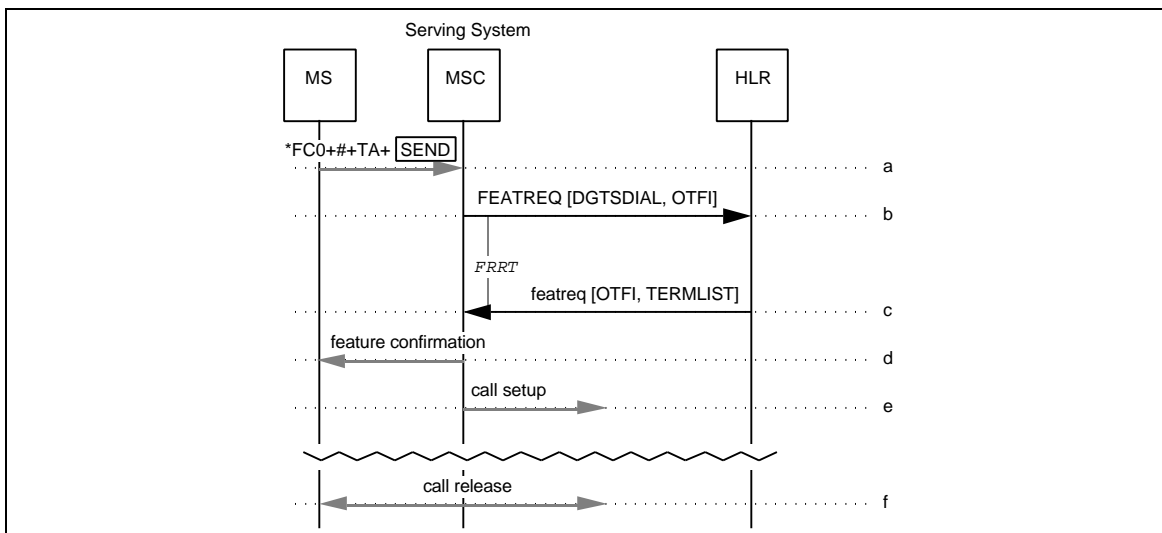 Serving System
MS
MSC
HLR
*FC0+#+TA+ SEND
a
FEATREQ [DGTSDIAL, OTFI]
b
FRRT
featreq [OTFI, TERMLIST]
c
feature confirmation
d
call setup
e
call release
f